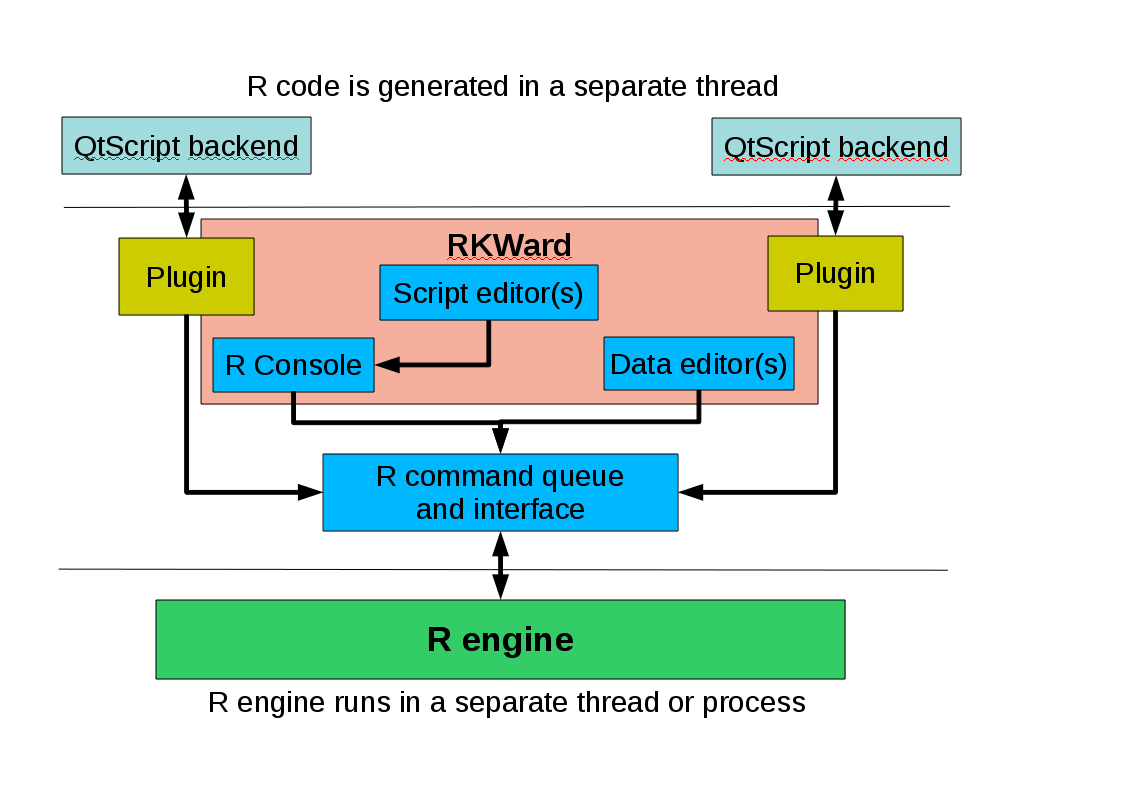 R code is generated in a separate thread
QtScript backend
QtScript backend
RKWard
Plugin
Plugin
Script editor(s)
R Console
Data editor(s)
R command queue
and interface
R engine
R engine runs in a separate thread or process